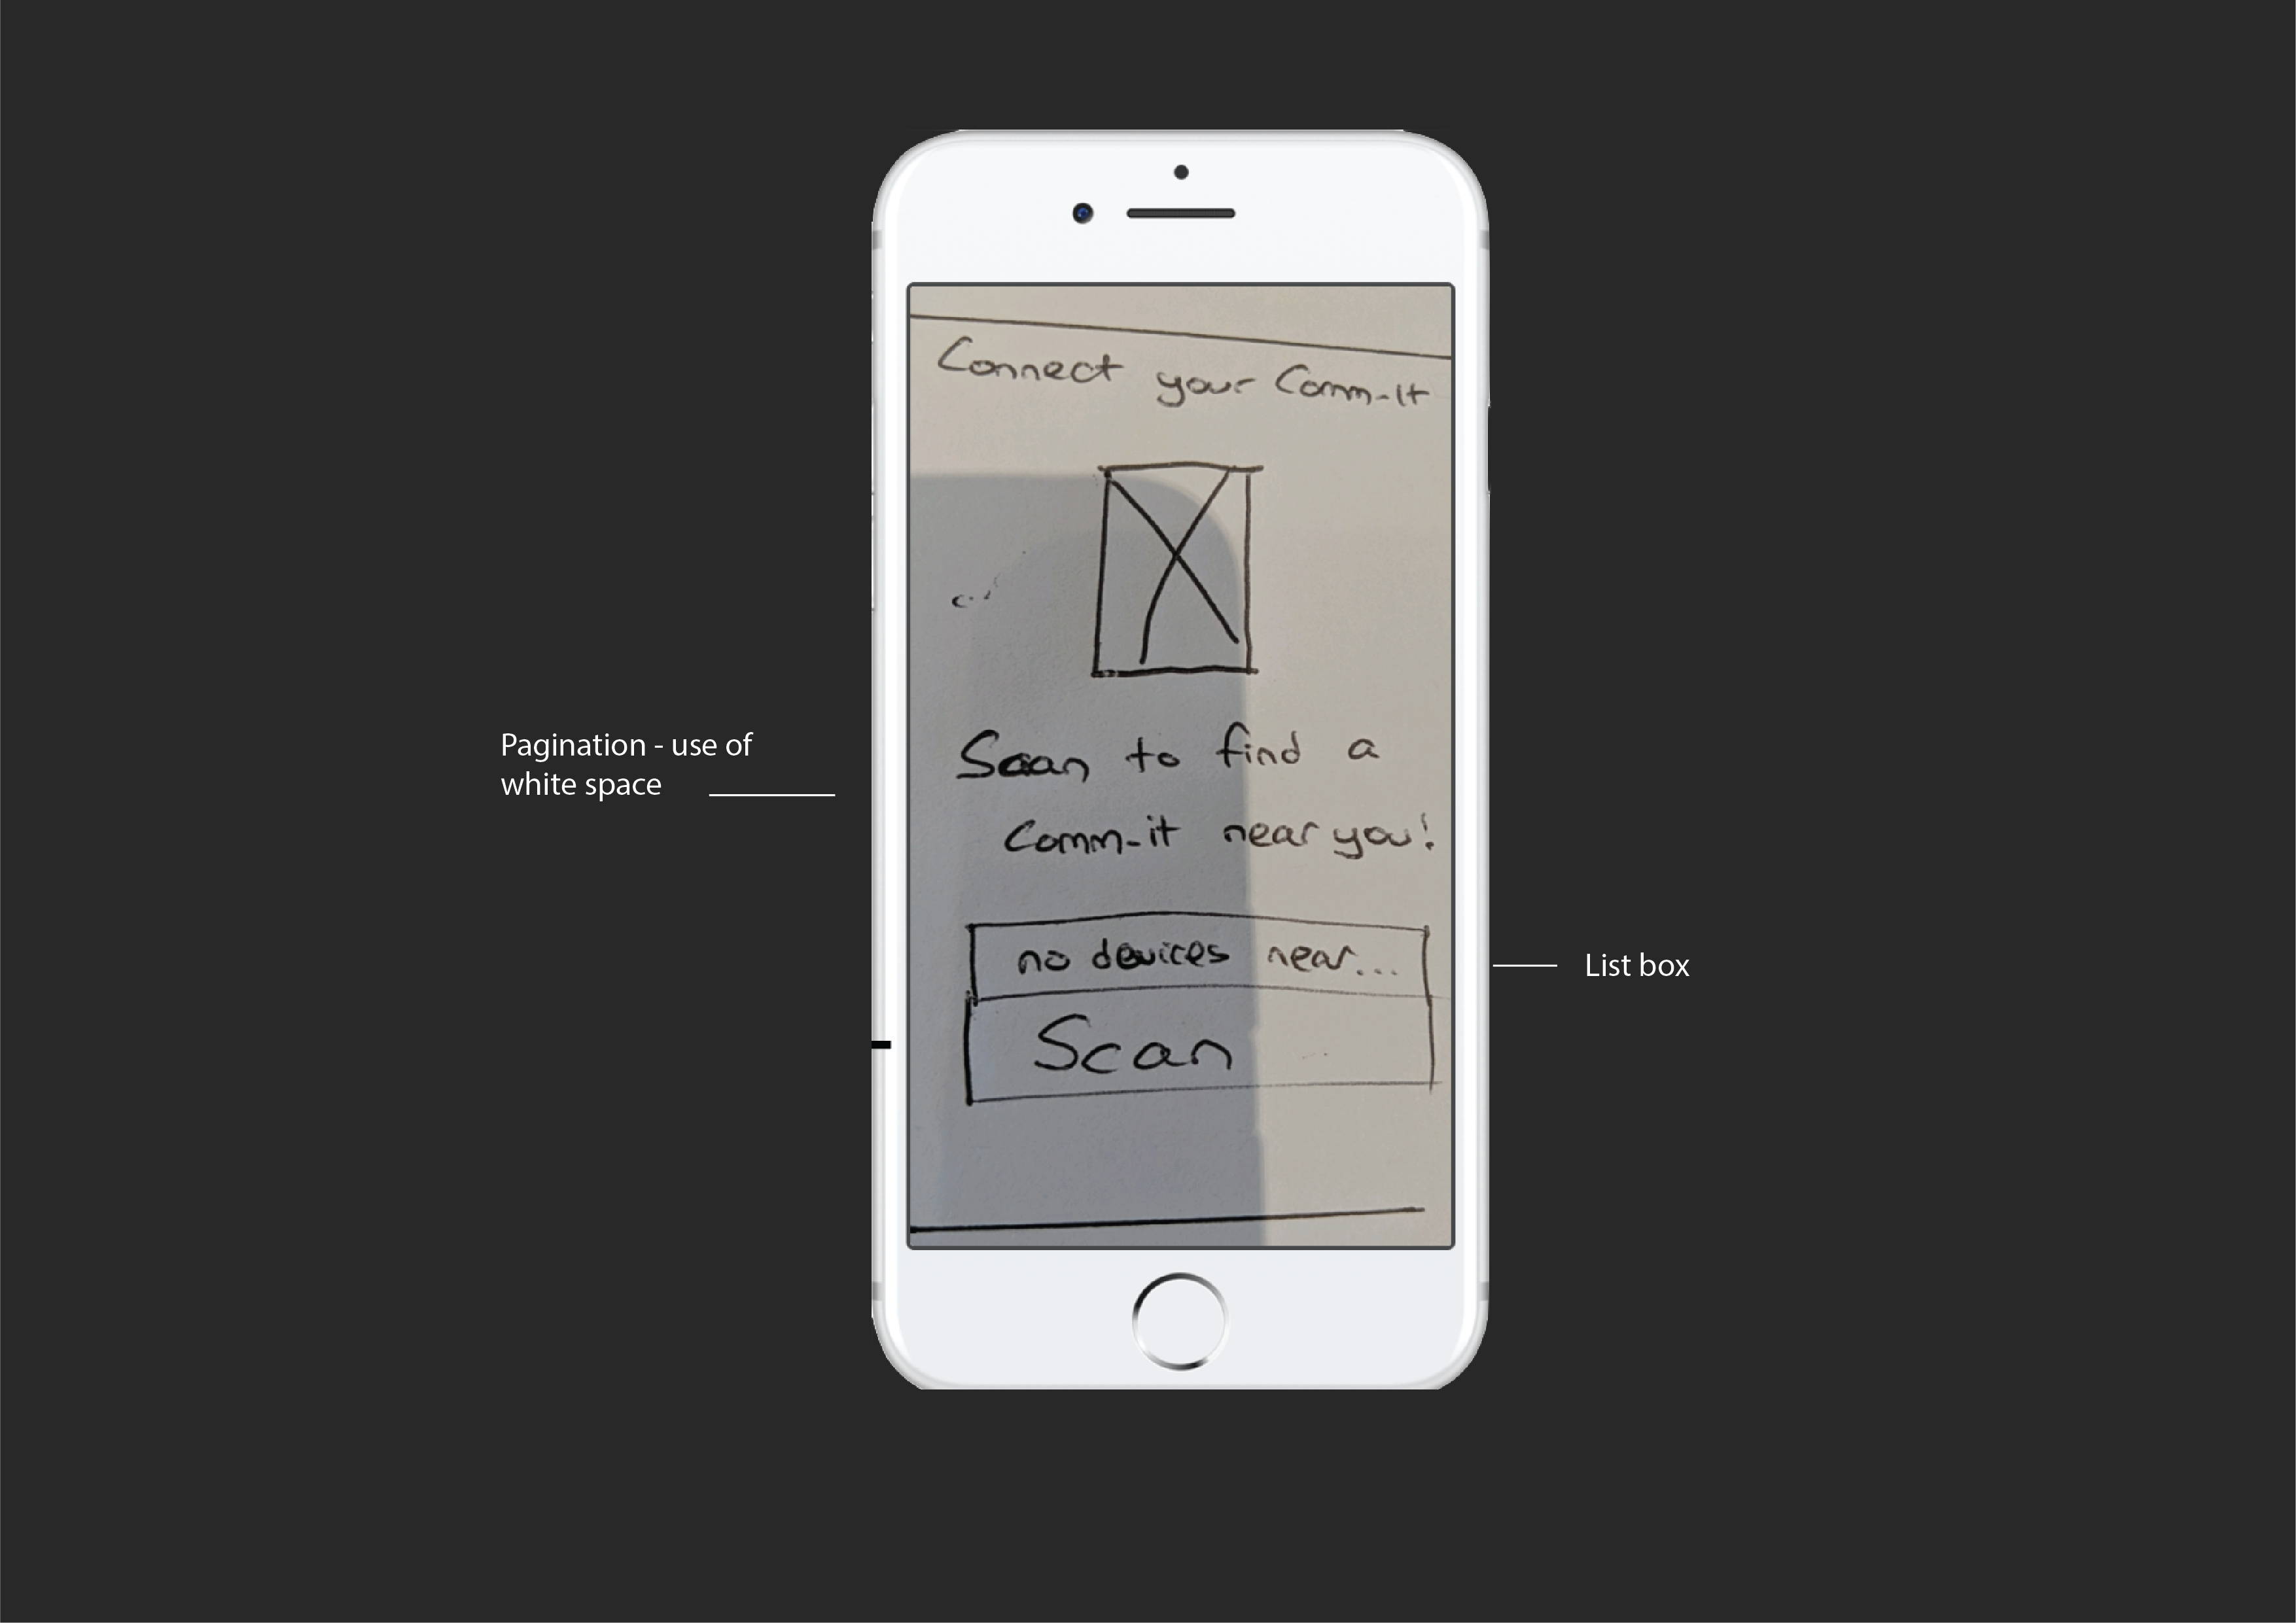 Connect your Comm-It
Scan to find a
Comm-it near you!
no devices near...
Scan
Pagination - use of
white space
List box